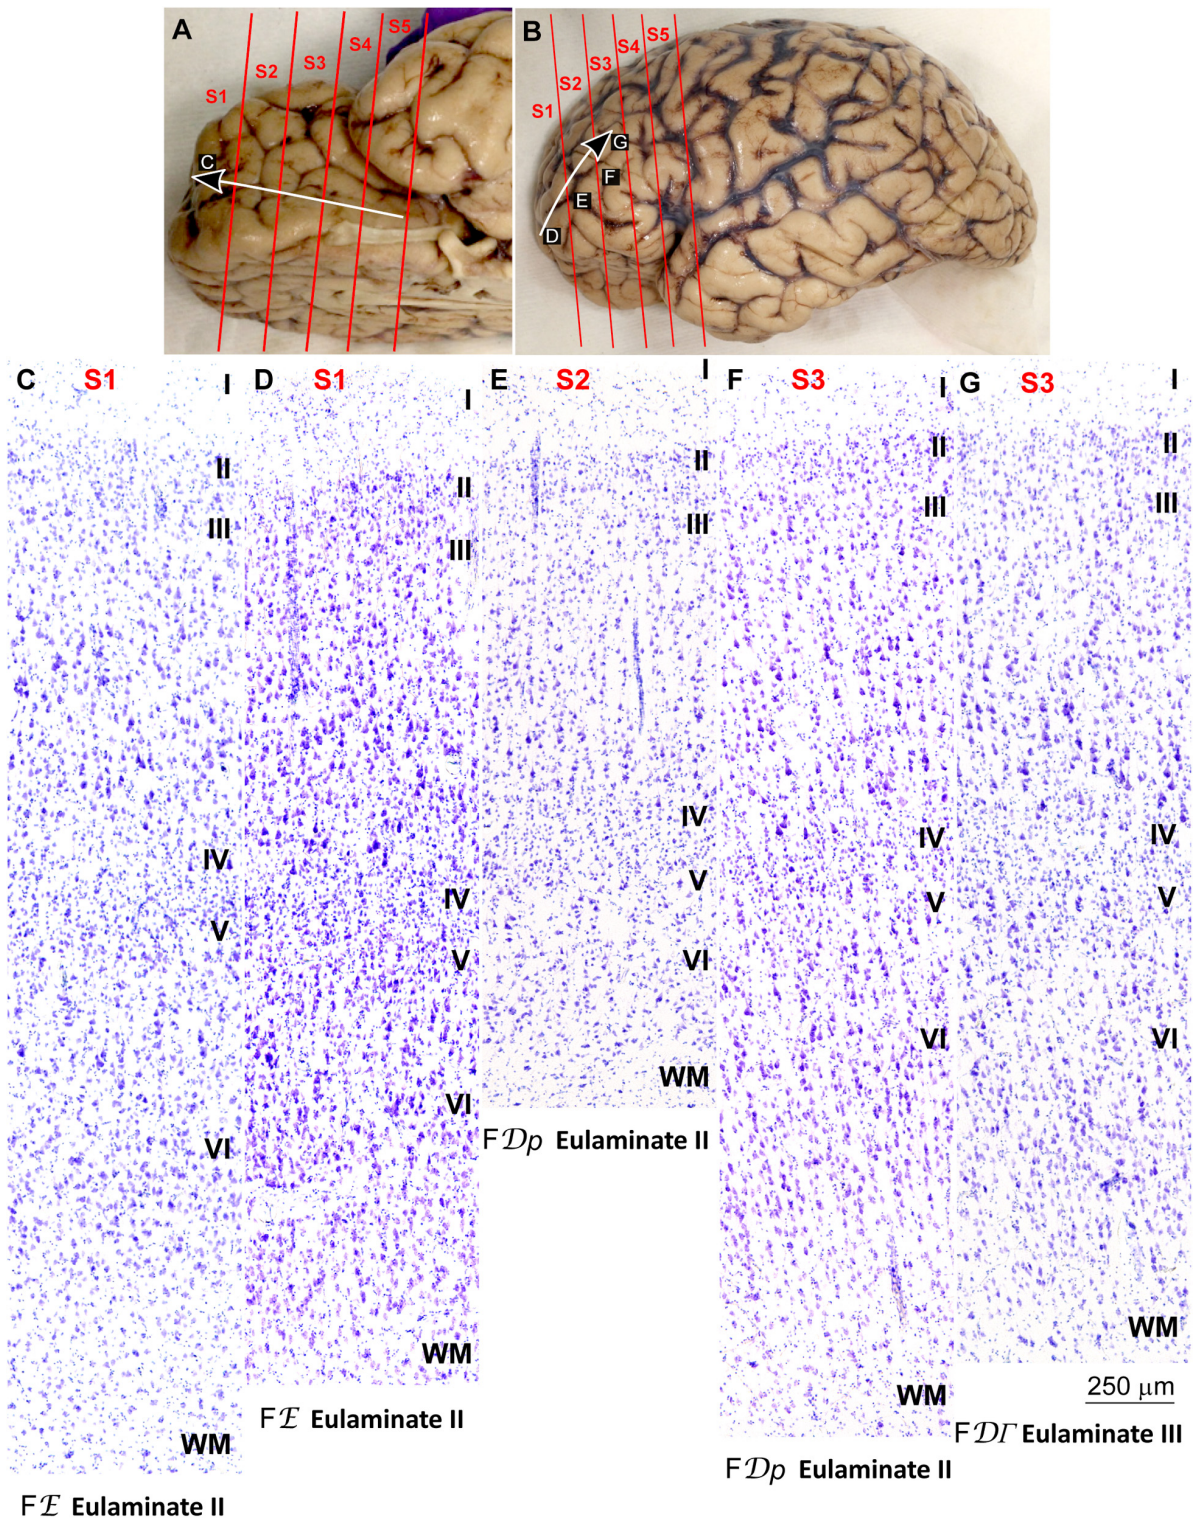 A
S1
S2
S3
S4
S5
C
B
S1
S2
S3
S4
S5
G
F
E
D
C S1
I
II
III
IV
V
VI
WM
Fℰ Eulaminate II
D S1
I
II
III
IV
V
VI
WM
Fℰ Eulaminate II
E S2
I
II
III
IV
V
VI
WM
F𝒟p Eulaminate II
F S3
I
II
III
IV
V
VI
WM
F𝒟p Eulaminate II
G S3
I
II
III
IV
V
VI
WM
250 µm
F𝒟Γ Eulaminate III